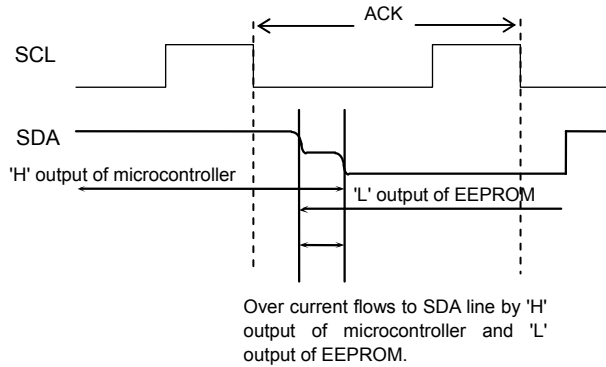 ACK
SCL
SDA
'H' output of microcontroller
'L' output of EEPROM
Over current flows to SDA line by 'H'
output of microcontroller and 'L'
output of EEPROM.